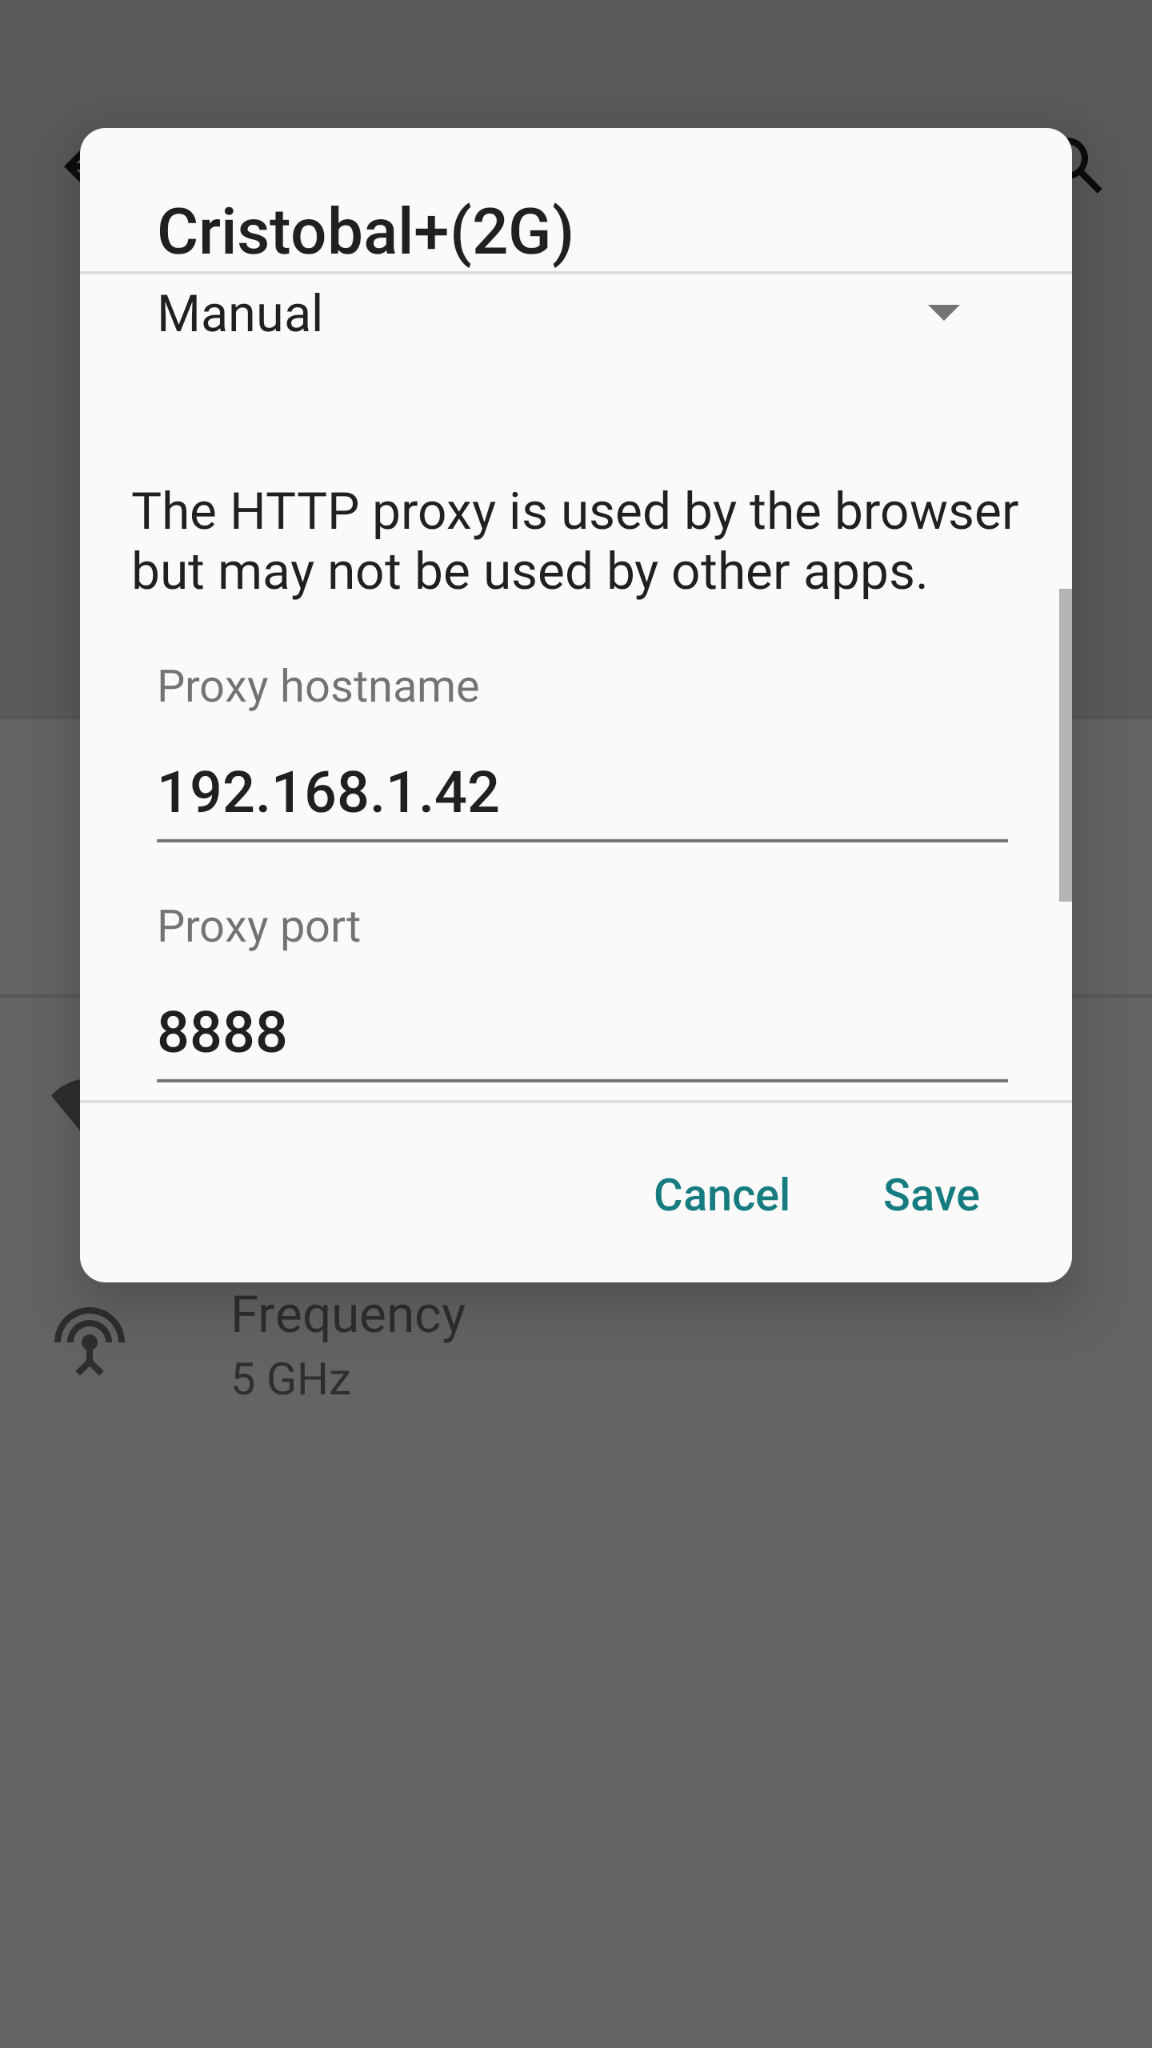 Cristobal+(2G)
Manual
The HTTP proxy is used by the browser
but may not be used by other apps.
Proxy hostname
192.168.1.42
Proxy port
8888
Cancel Save
Frequency
5 GHz